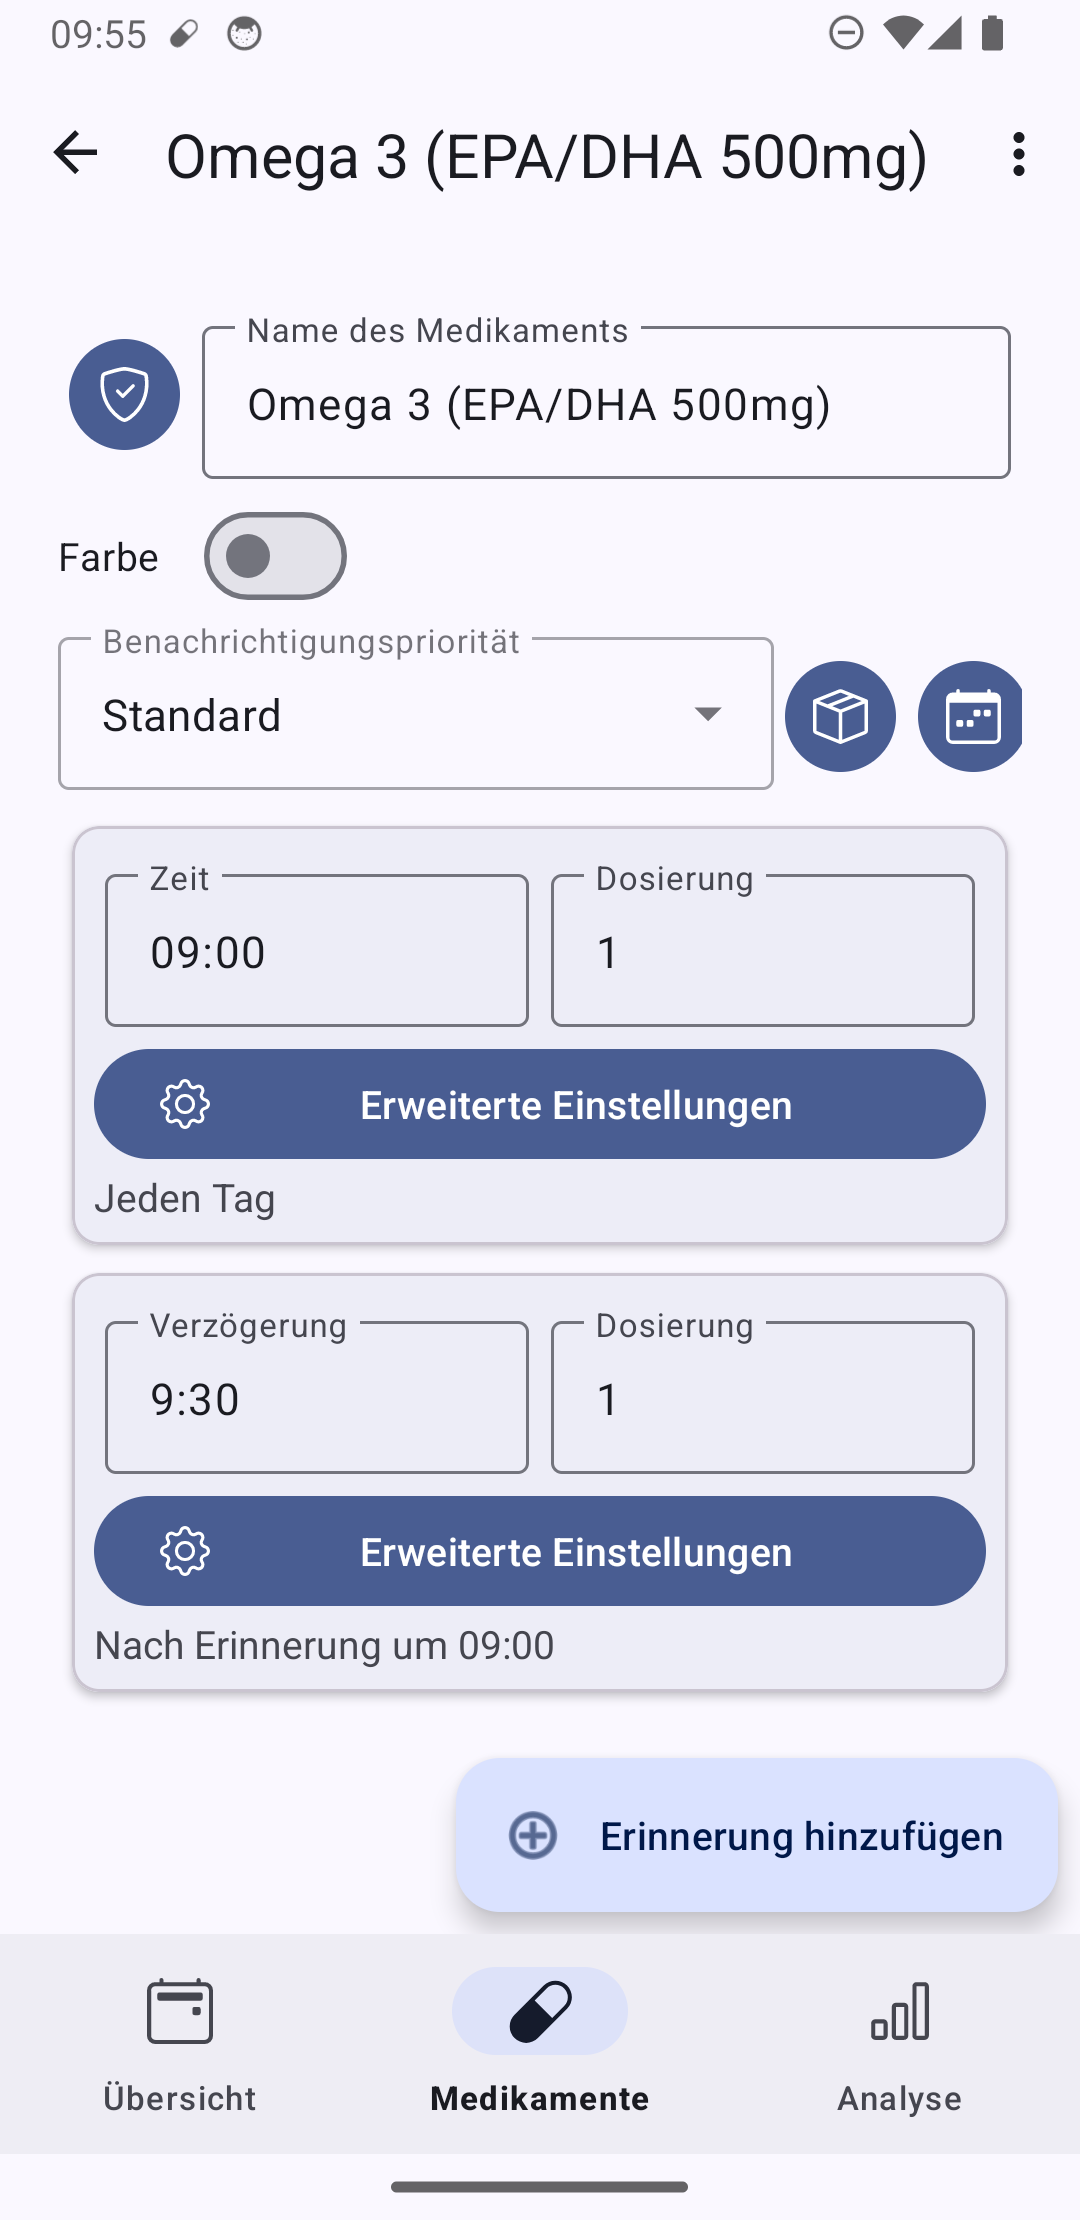 09:55
Omega 3 (EPA/DHA 500mg)
Name des Medikaments
Omega 3 (EPA/DHA 500mg)
Farbe
Benachrichtigungspriorität
Standard
Zeit
09:00
Dosierung
1
Erweiterte Einstellungen
Jeden Tag
Verzögerung
9:30
Dosierung
1
Erweiterte Einstellungen
Nach Erinnerung um 09:00
Erinnerung hinzufügen
Übersicht
Medikamente
Analyse